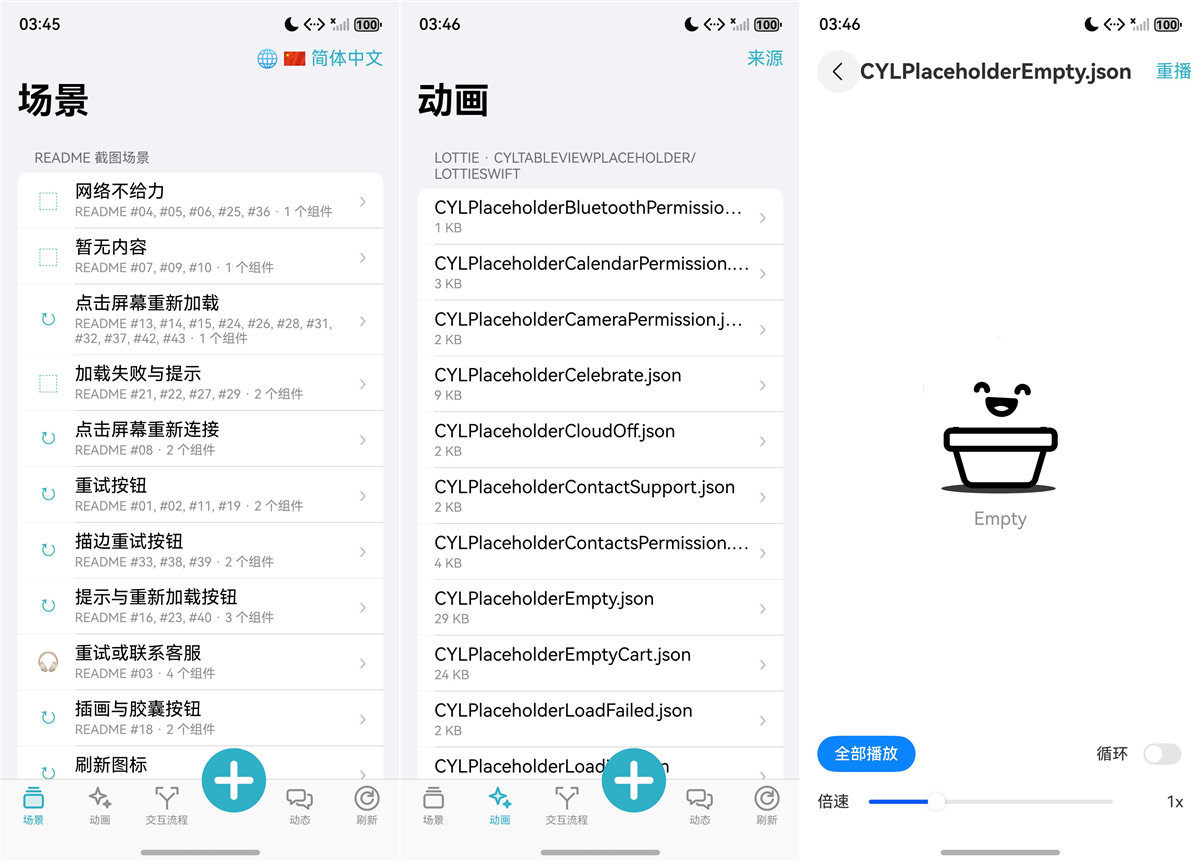 03:45
100
简体中文
场景
README 截图场景
网络不给力
README #04, #05, #06, #25, #36 · 1 个组件
暂无内容
README #07, #09, #10 · 1 个组件
点击屏幕重新加载
README #13, #14, #15, #24, #26, #28, #31,
#32, #37, #42, #43 · 1 个组件
加载失败与提示
README #21, #22, #27, #29 · 2 个组件
点击屏幕重新连接
README #08 · 2 个组件
重试按钮
README #01, #02, #11, #19 · 2 个组件
描边重试按钮
README #33, #38, #39 · 2 个组件
提示与重新加载按钮
README #16, #23, #40 · 3 个组件
重试或联系客服
README #03 · 4 个组件
插画与胶囊按钮
README #18 · 2 个组件
刷新图标
场景
动画
交互流程
动态
刷新
03:46
100
来源
动画
LOTTIE · CYLTABLEVIEWPLACEHOLDER/
LOTTIESWIFT
CYLPlaceholderBluetoothPermissio...
1 KB
CYLPlaceholderCalendarPermission....
3 KB
CYLPlaceholderCameraPermission.j...
2 KB
CYLPlaceholderCelebrate.json
9 KB
CYLPlaceholderCloudOff.json
2 KB
CYLPlaceholderContactSupport.json
2 KB
CYLPlaceholderContactsPermission....
4 KB
CYLPlaceholderEmpty.json
29 KB
CYLPlaceholderEmptyCart.json
24 KB
CYLPlaceholderLoadFailed.json
2 KB
场景
动画
交互流程
动态
刷新
03:46
100
CYLPlaceholderEmpty.json
重播
Empty
全部播放
循环
倍速
1x